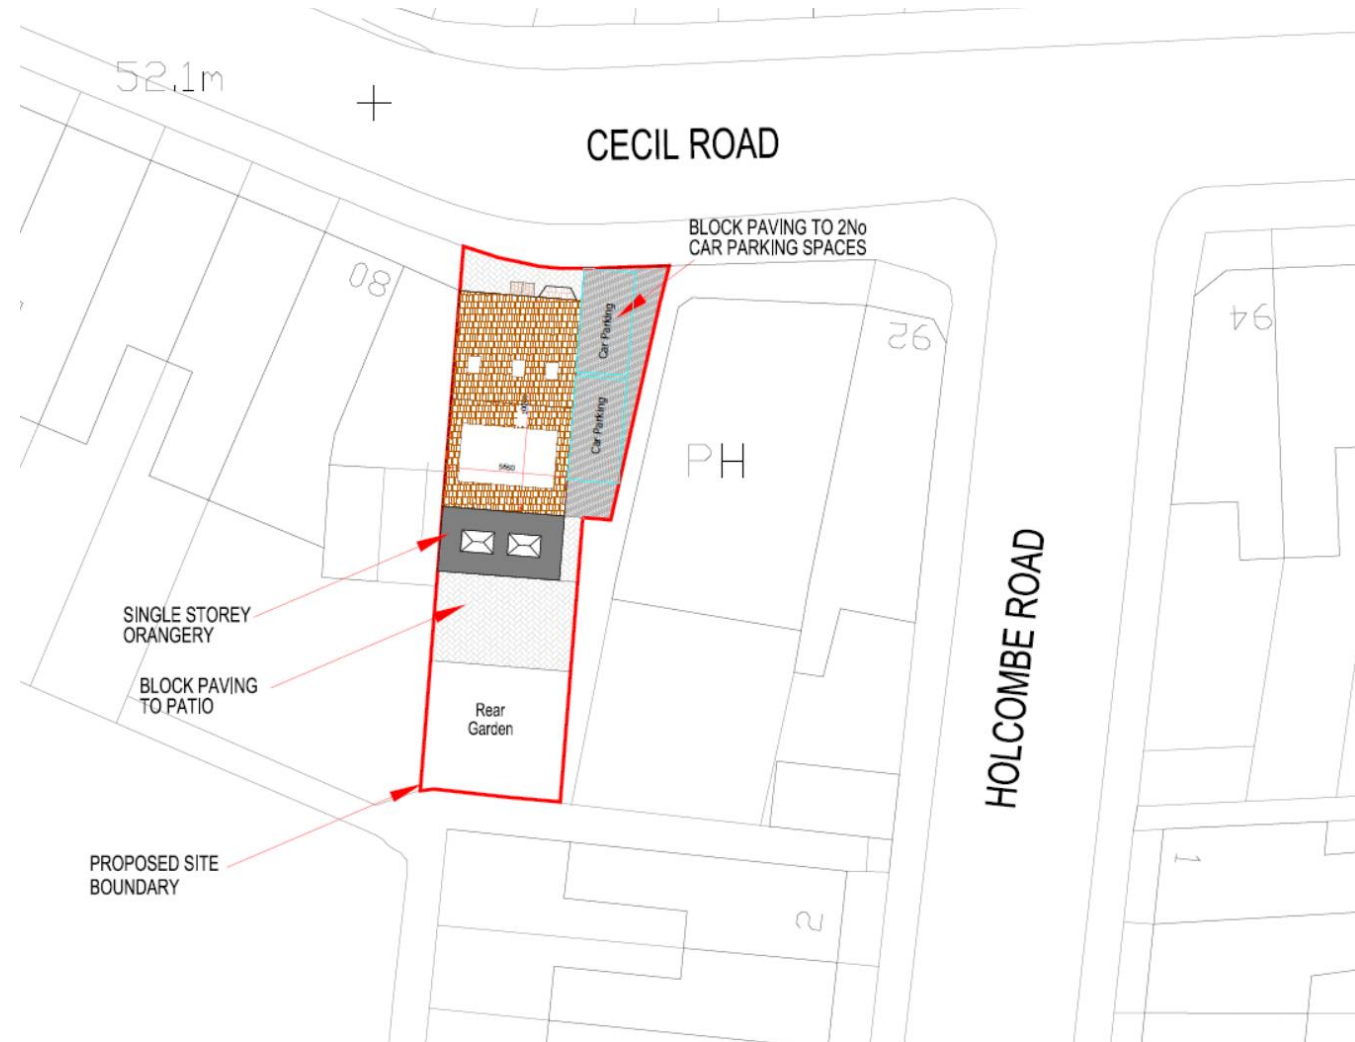 52.1m
CECIL ROAD
BLOCK PAVING TO 2No
CAR PARKING SPACES
80
Car Parking
94
92
Car Parking
PH
5860
SINGLE STOREY
ORANGERY
HOLCOMBE ROAD
BLOCK PAVING
TO PATIO
Rear
Garden
PROPOSED SITE
BOUNDARY
1
2